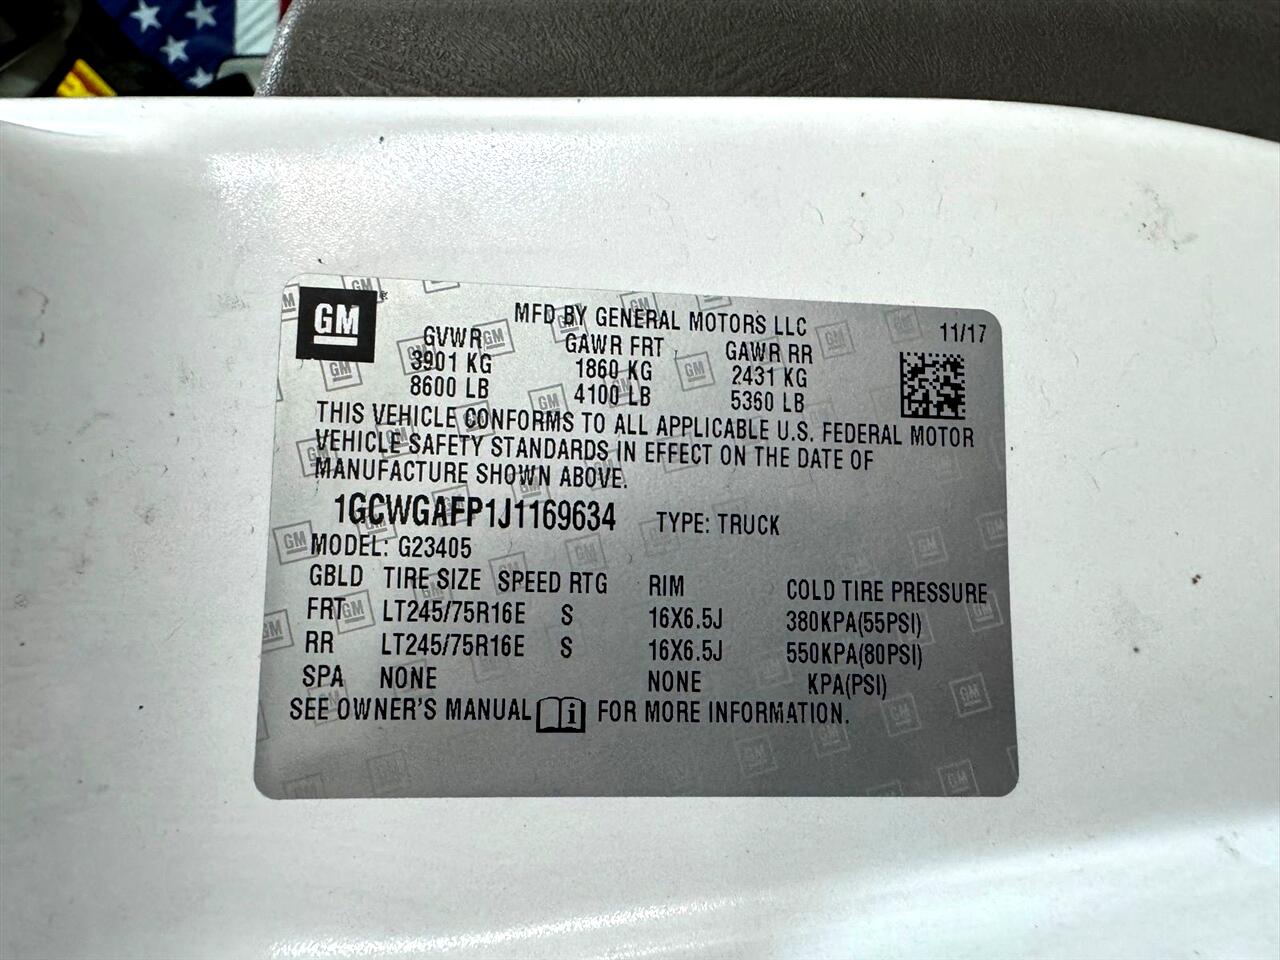 GM
MFD BY GENERAL MOTORS LLC 11/17
GVWR GAWR FRT GAWR RR
3901 KG 1860 KG 2431 KG
8600 LB 4100 LB 5360 LB
THIS VEHICLE CONFORMS TO ALL APPLICABLE U.S. FEDERAL MOTOR
VEHICLE SAFETY STANDARDS IN EFFECT ON THE DATE OF
MANUFACTURE SHOWN ABOVE.
1GCWGAFP1J1169634 TYPE: TRUCK
MODEL: G23405
GBLD TIRE SIZE SPEED RTG RIM COLD TIRE PRESSURE
FRT LT245/75R16E S 16X6.5J 380KPA(55PSI)
RR LT245/75R16E S 16X6.5J 550KPA(80PSI)
SPA NONE NONE KPA(PSI)
SEE OWNER'S MANUAL i FOR MORE INFORMATION.